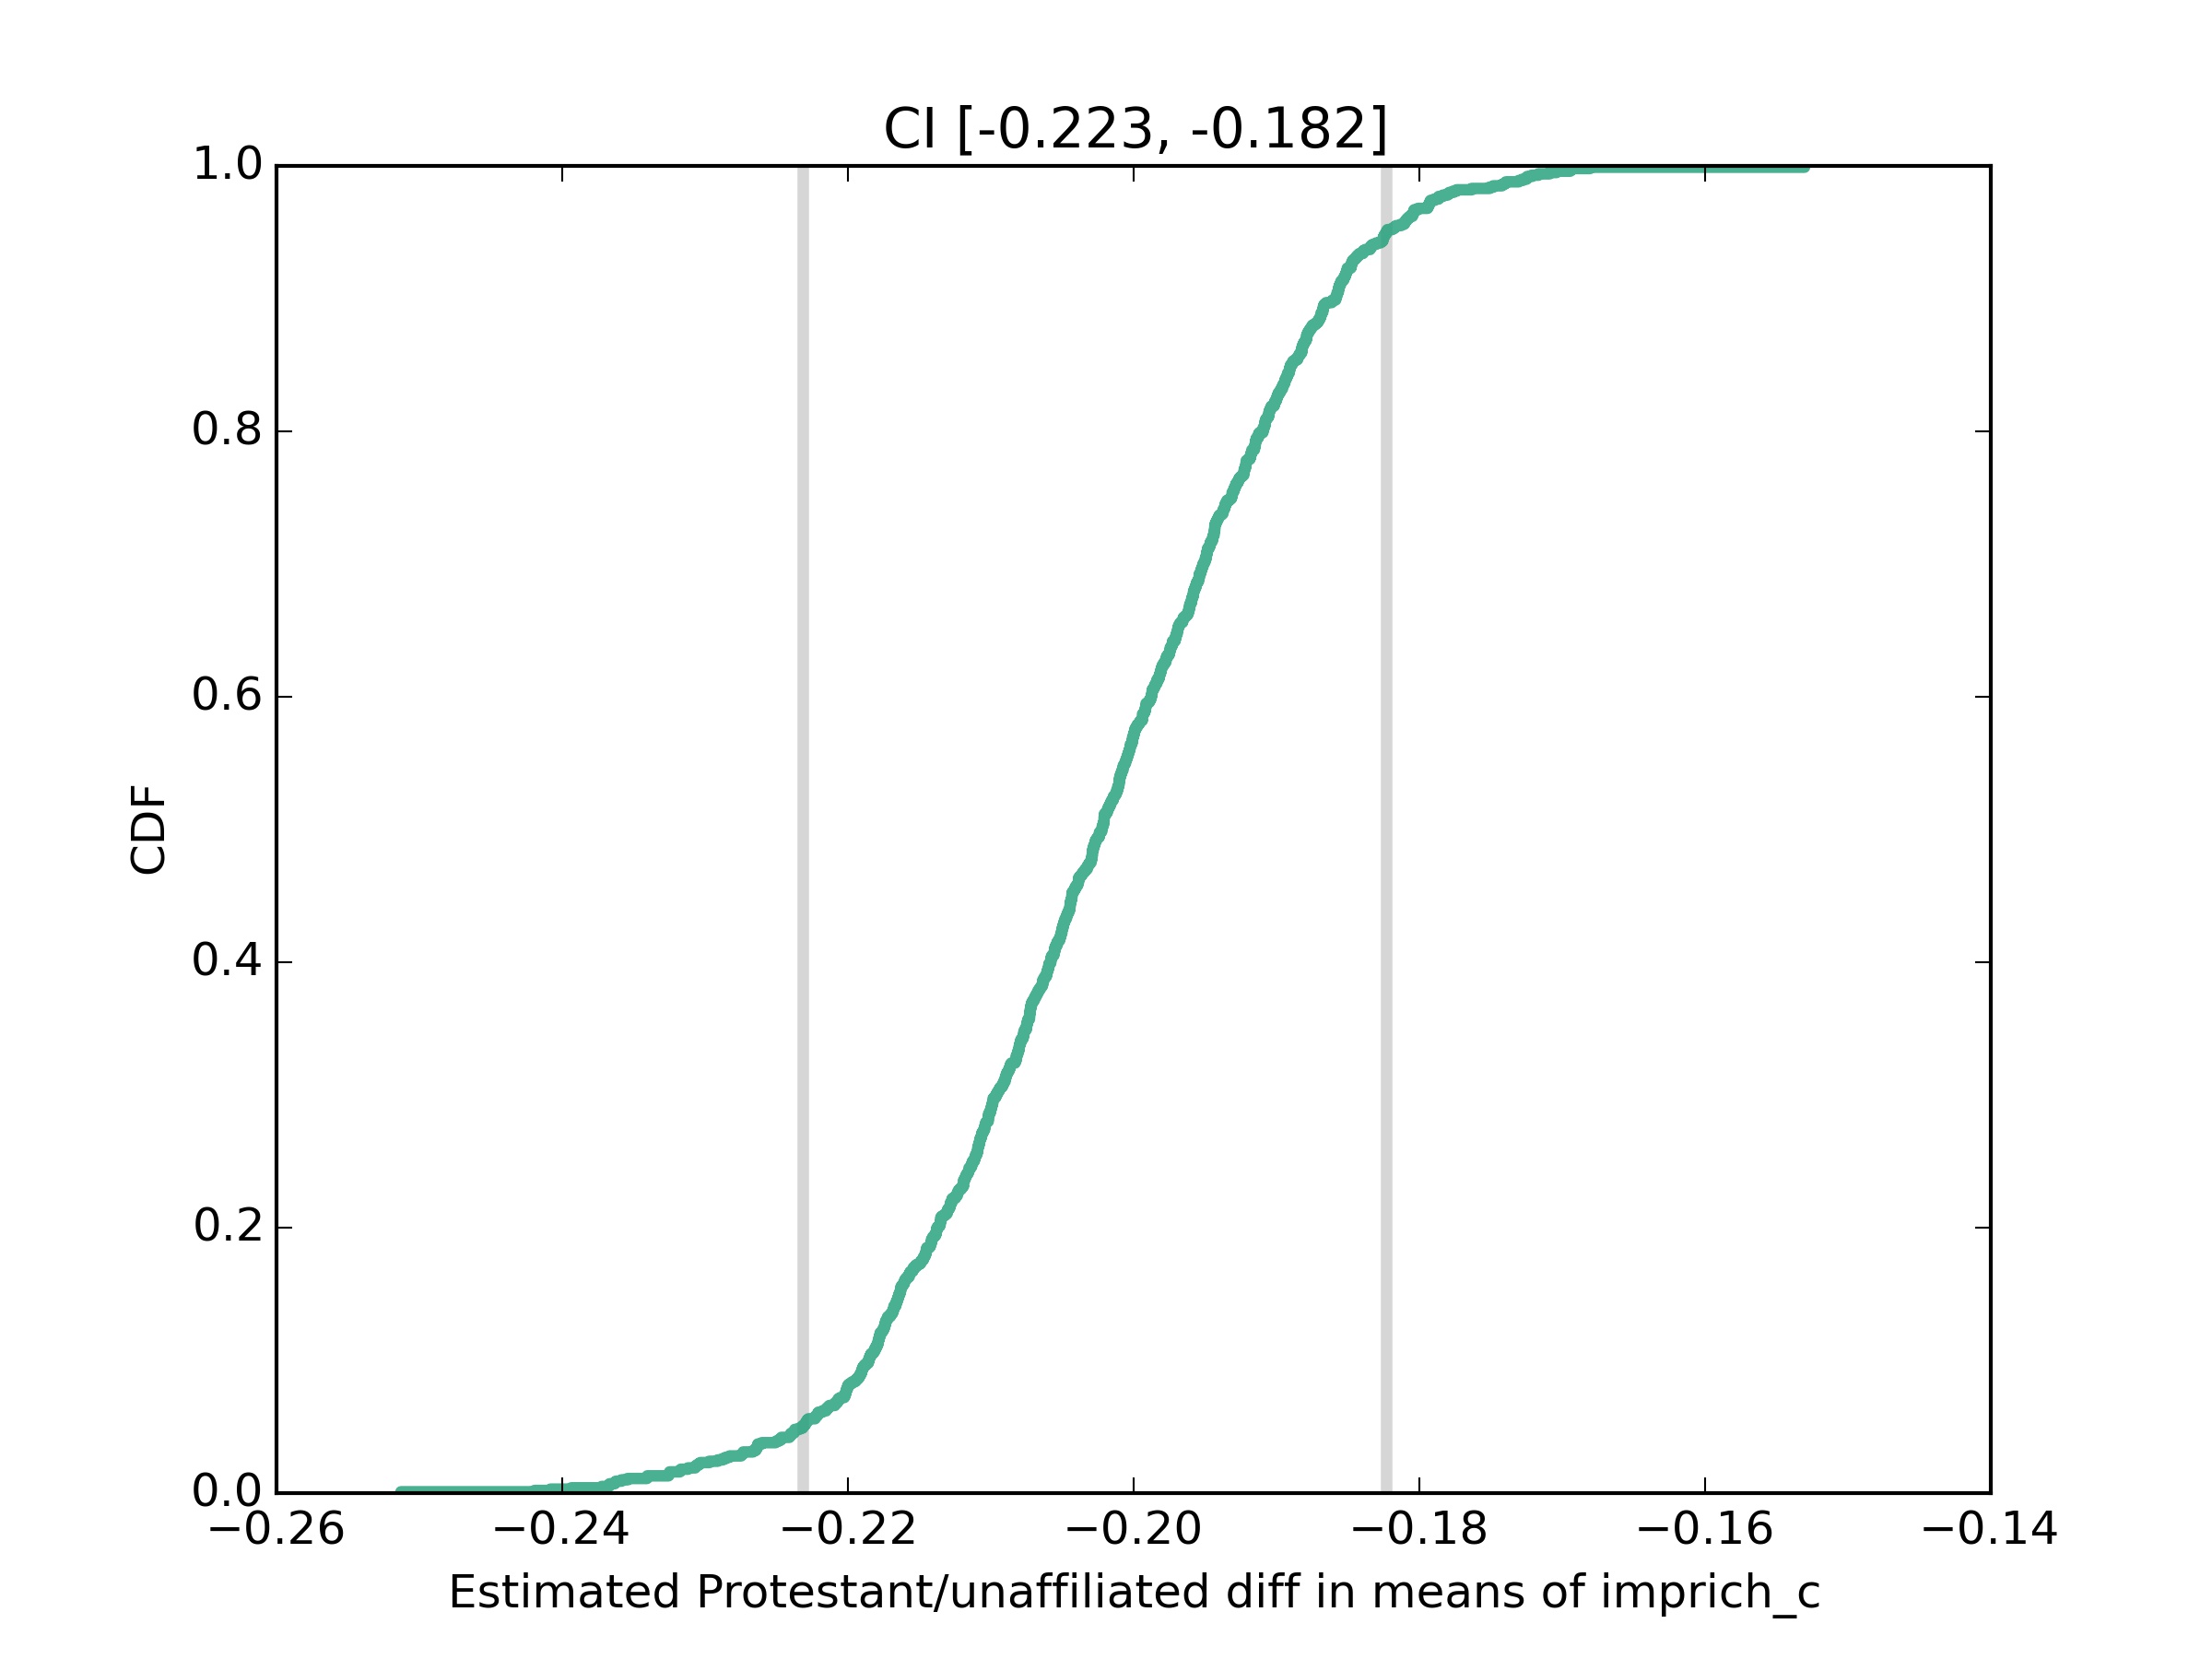 CI [-0.223, -0.182]
1.0
0.8
0.6
0.4
0.2
0.0
CDF
−0.26 −0.24 −0.22 −0.20 −0.18 −0.16 −0.14
Estimated Protestant/unaffiliated diff in means of imprich_c